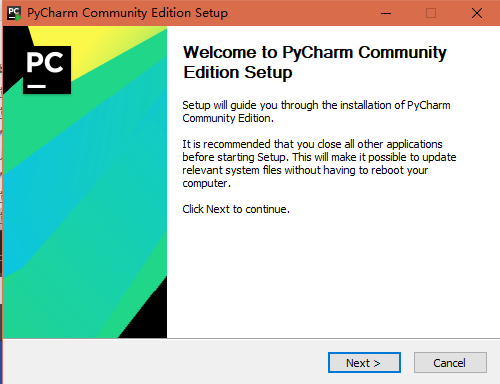 PC PyCharm Community Edition Setup
PC
Welcome to PyCharm Community
Edition Setup
Setup will guide you through the installation of PyCharm
Community Edition.
It is recommended that you close all other applications
before starting Setup. This will make it possible to update
relevant system files without having to reboot your
computer.
Click Next to continue.
Next >
Cancel